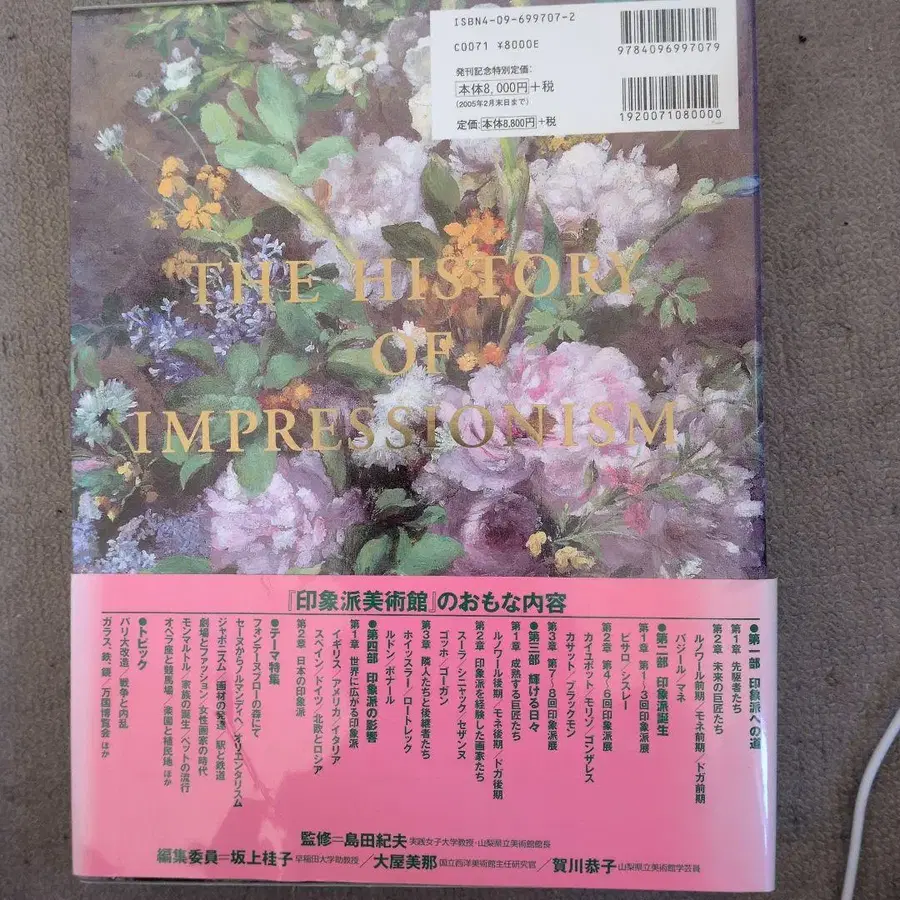 ISBN4-09-699707-2
C0071 ¥8000E
発刊記念特別定価:
本体8,000円+税
(2005年2月末日まで)
定価:本体8,800円+税
9784096997079
1920071080000
THE HISTORY
OF
IMPRESSIONISM
『印象派美術館』のおもな内容
●第一部 印象派への道
第1章 先駆者たち
第2章 未来の巨匠たち
ルノワール前期/モネ前期/ドガ前期
バジール/マネ
●第二部 印象派誕生
第1章 第1〜3回印象派展
ピサロ/シスレー
第2章 第4〜6回印象派展
カイユボット/モリゾ/ゴンザレス
カサット/ブラックモン
第3章 第7〜8回印象派展
●第三部 輝ける日々
第1章 成熟する巨匠たち
ルノワール後期/モネ後期/ドガ後期
第2章 印象派を経験した画家たち
スーラ/シニャック/セザンヌ
ゴッホ/ゴーガン
第3章 隣人たちと後継者たち
ホイッスラー/ロートレック
ルドン/ボナール
●第四部 印象派の影響
第1章 世界に広がる印象派
イギリス/アメリカ/イタリア
スペイン/ドイツ/北欧とロシア
第2章 日本の印象派
●テーマ特集
フォンテーヌブローの森にて
セーヌからノルマンディへ/オリエンタリスム
ジャポニスム/画材の発達/駅と鉄道
劇場とファッション/女性画家の時代
モンマルトル/家族の誕生/ペットの流行
オペラ座と競馬場/楽園と植民地 ほか
●トピック
パリ大改造/戦争と内乱
ガラス、鉄、鏡/万国博覧会 ほか
監修=島田紀夫 実践女子大学教授・山梨県立美術館館長
編集委員=坂上桂子 早稲田大学助教授/大屋美那 国立西洋美術館主任研究官/賀川恭子 山梨県立美術館学芸員